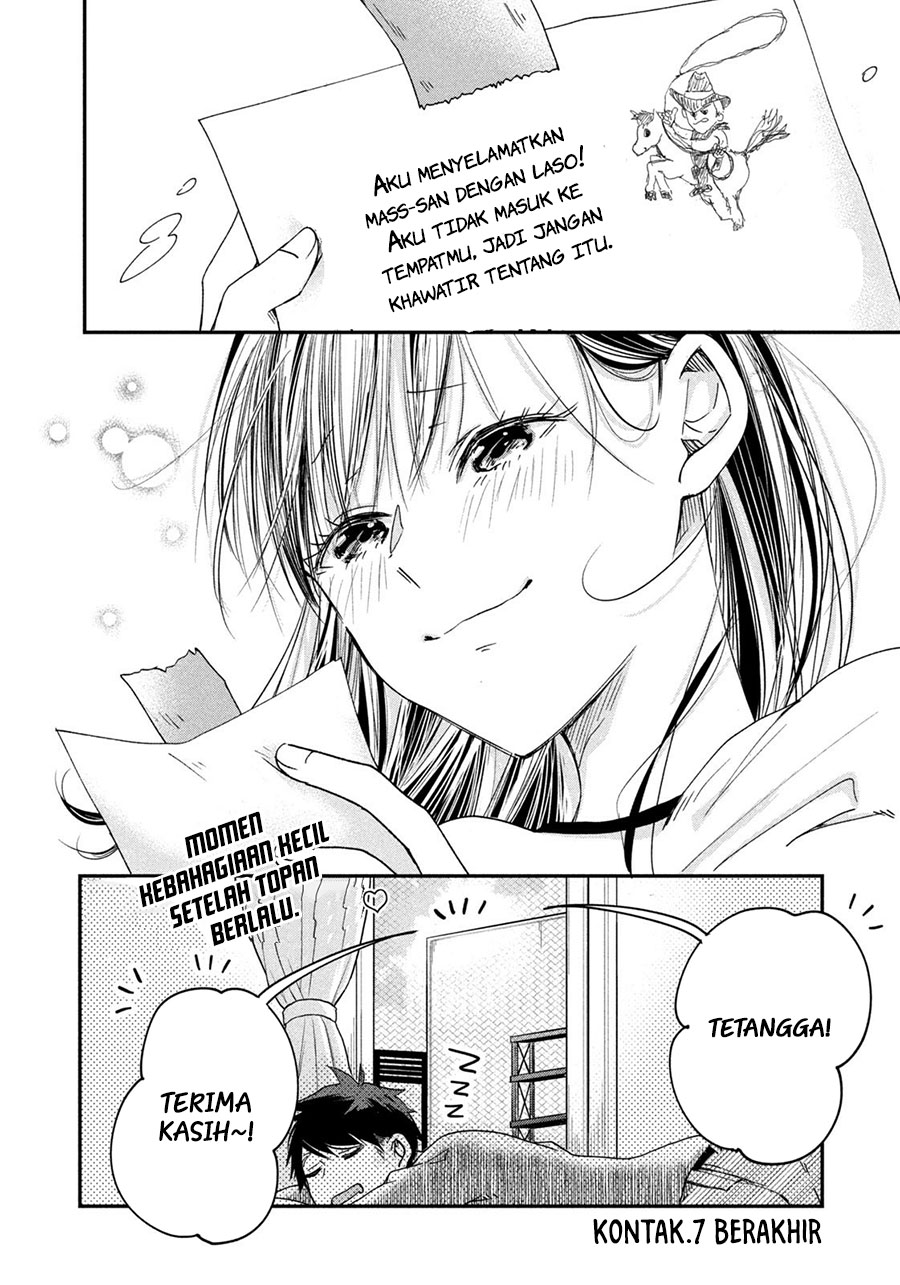 AKU MENYELAMATKAN
MASS-SAN DENGAN LASO!
AKU TIDAK MASUK KE
TEMPATMU, JADI JANGAN
KHAWATIR TENTANG ITU.
MOMEN
KEBAHAGIAAN KECIL
SETELAH TOPAN
BERLALU.
TETANGGA!
TERIMA
KASIH~!
NNN
KONTAK.7 BERAKHIR